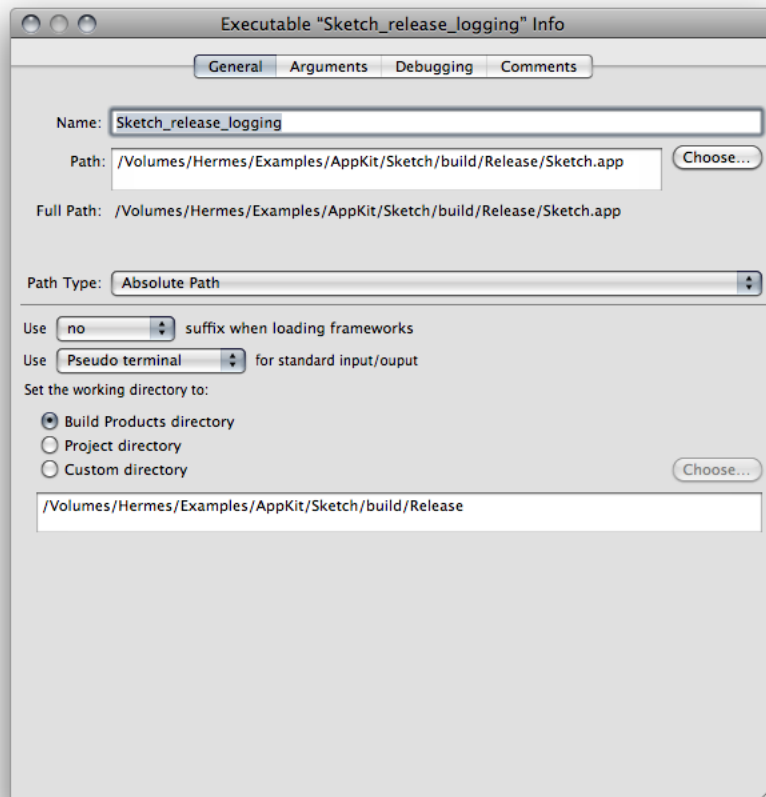 Executable “Sketch_release_logging” Info
General Arguments Debugging Comments
Name: Sketch_release_logging
Path: /Volumes/Hermes/Examples/AppKit/Sketch/build/Release/Sketch.app Choose...
Full Path: /Volumes/Hermes/Examples/AppKit/Sketch/build/Release/Sketch.app
Path Type: Absolute Path
Use no suffix when loading frameworks
Use Pseudo terminal for standard input/ouput
Set the working directory to:
Build Products directory
Project directory
Custom directory Choose...
/Volumes/Hermes/Examples/AppKit/Sketch/build/Release